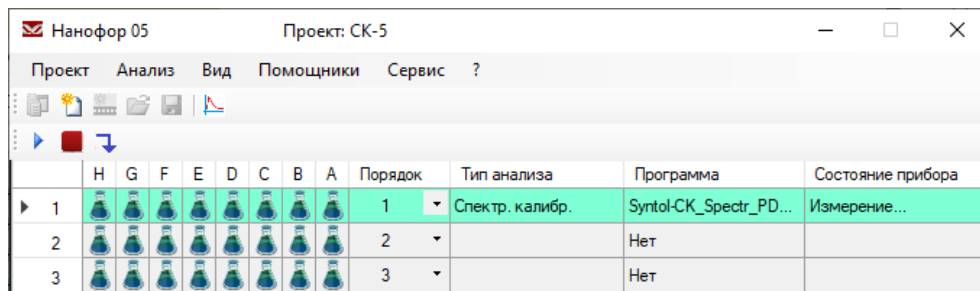 Нанофор 05 Проект: СК-5
Проект Анализ Вид Помощники Сервис ?
H G F E D C B A Порядок Тип анализа Программа Состояние прибора
1 1 Спектр. калибр. Syntol-CK_Spectr_PD... Измерение...
2 2 Нет
3 3 Нет